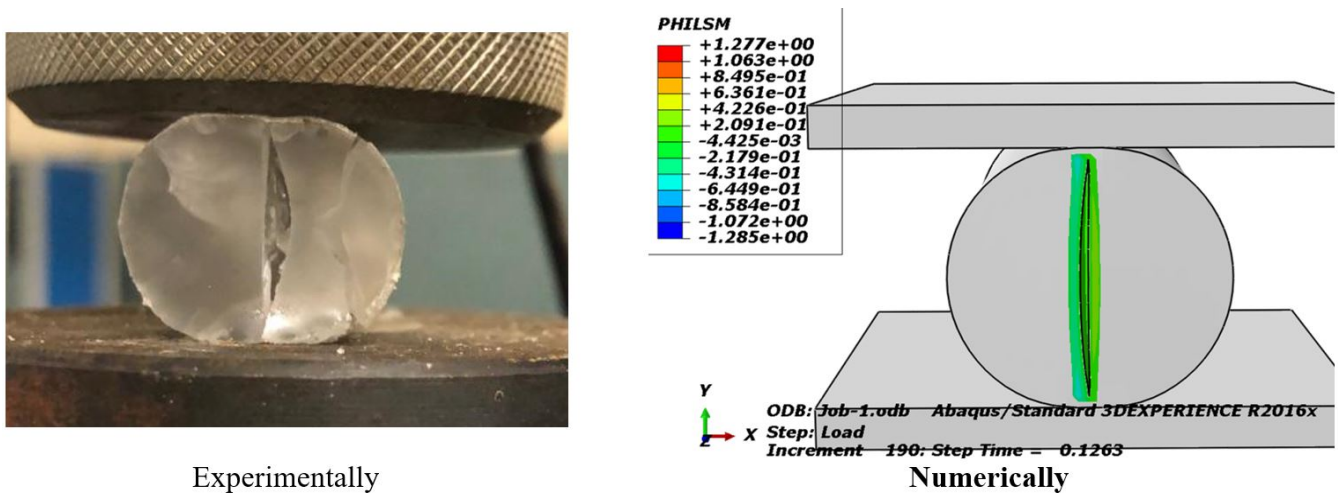 PHILSM
+1.277e+00
+1.063e+00
+8.495e-01
+6.361e-01
+4.226e-01
+2.091e-01
-4.425e-03
-2.179e-01
-4.314e-01
-6.449e-01
-8.584e-01
-1.072e+00
-1.285e+00
Y
Z
X
ODB: Job-1.odb Abaqus/Standard 3DEXPERIENCE R2016x
Step: Load
Increment 190: Step Time = 0.1263
Experimentally
Numerically